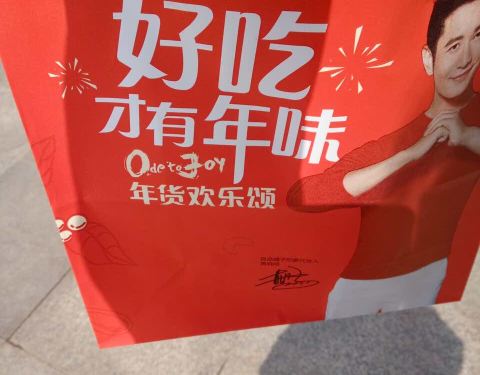 好吃
才有年味
Ode to Joy
年货欢乐颂